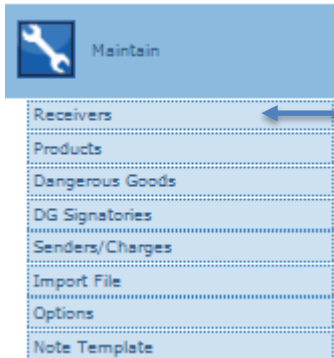 Maintain
Receivers
Products
Dangerous Goods
DG Signatories
Senders/Charges
Import File
Options
Note Template